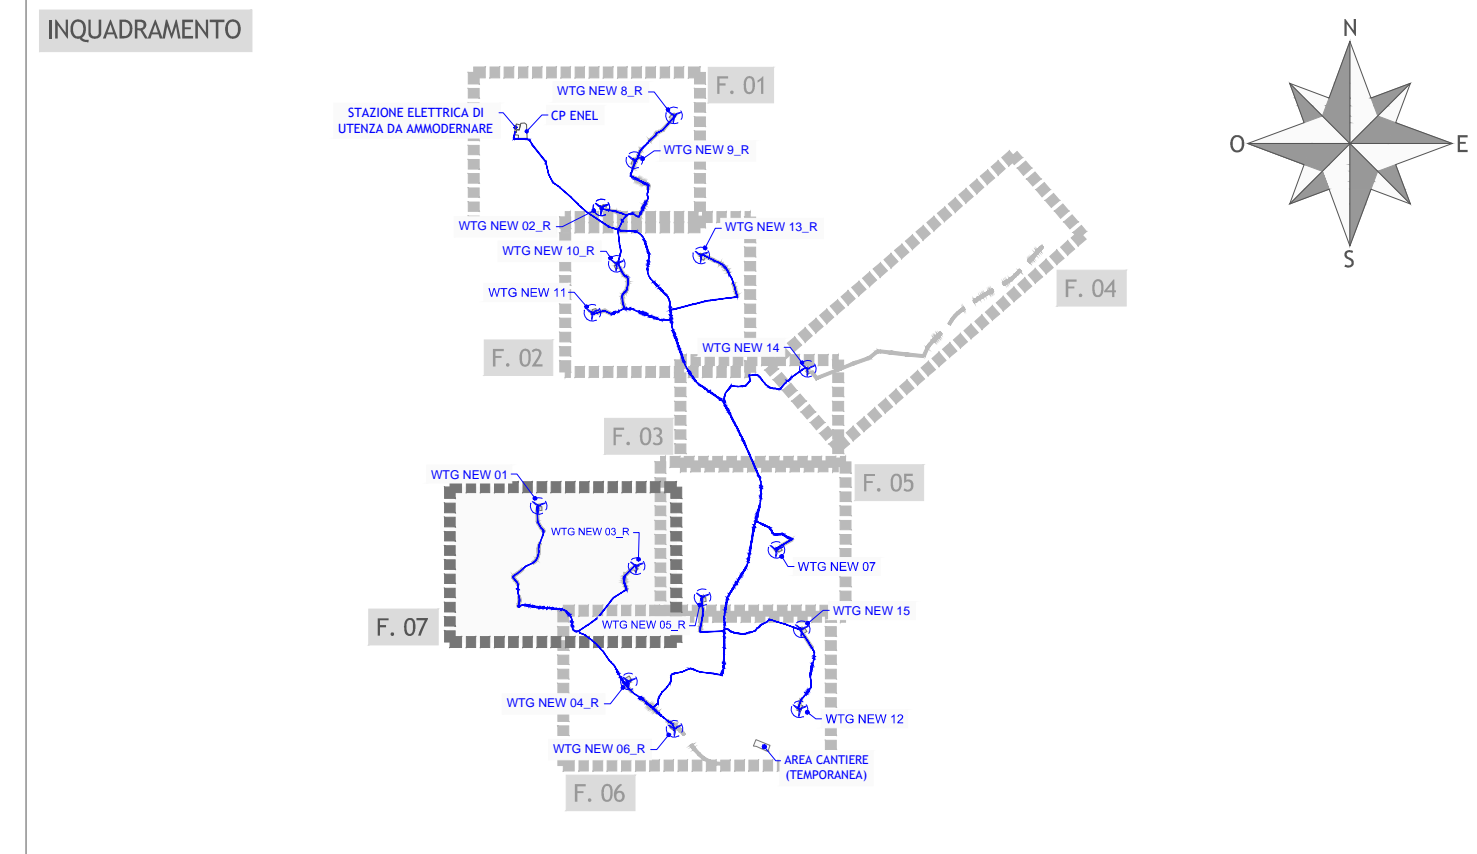 INQUADRAMENTO
N
F. 01
WTG NEW 8_R
STAZIONE ELETTRICA DI
UTENZA DA AMMODERNARE
CP ENEL
O
E
WTG NEW 9_R
WTG NEW 02_R
WTG NEW 13_R
WTG NEW 10_R
S
WTG NEW 11
F. 04
WTG NEW 14
F. 02
F. 03
WTG NEW 01
F. 05
WTG NEW 03_R
WTG NEW 07
WTG NEW 15
WTG NEW 05_R
F. 07
WTG NEW 04_R
WTG NEW 12
WTG NEW 06_R
AREA CANTIERE
(TEMPORANEA)
F. 06